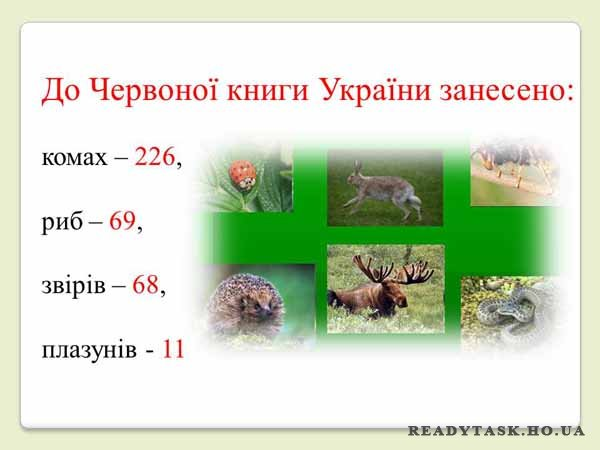 До Червоної книги України занесено:
комах – 226,
риб – 69,
звірів – 68,
плазунів - 11
READYTASK.HO.UA